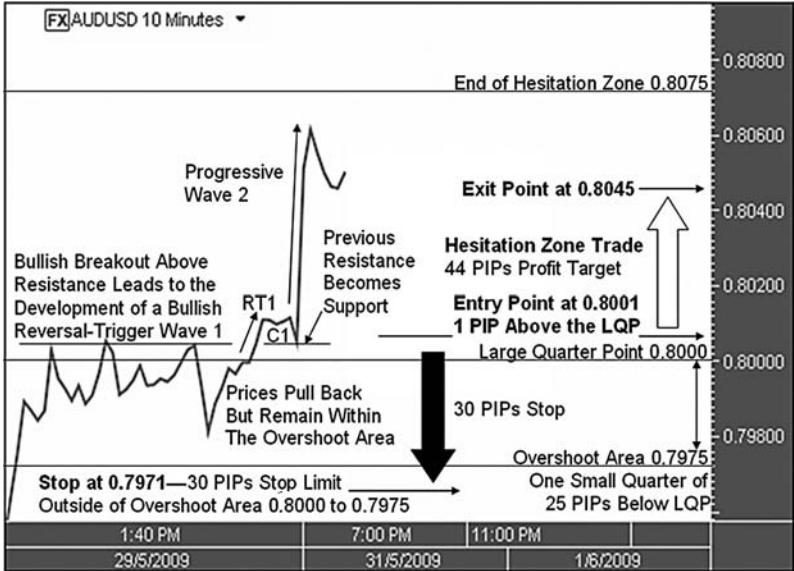 FX AUDUSD 10 Minutes
0.80800
End of Hesitation Zone 0.8075
0.80600
Progressive
Wave 2
Exit Point at 0.8045
0.80400
Previous
Resistance
Becomes
Support
Hesitation Zone Trade
44 PIPs Profit Target
Bullish Breakout Above
Resistance Leads to the
Development of a Bullish
Reversal-Trigger Wave 1
RT1
C1
0.80200
Entry Point at 0.8001
1 PIP Above the LQP
Large Quarter Point 0.8000
0.80000
Prices Pull Back
But Remain Within
The Overshoot Area
30 PIPs Stop
0.79800
Overshoot Area 0.7975
One Small Quarter of
25 PIPs Below LQP
Stop at 0.7971—30 PIPs Stop Limit
Outside of Overshoot Area 0.8000 to 0.7975
1:40 PM
7:00 PM
11:00 PM
29/5/2009
31/5/2009
1/6/2009